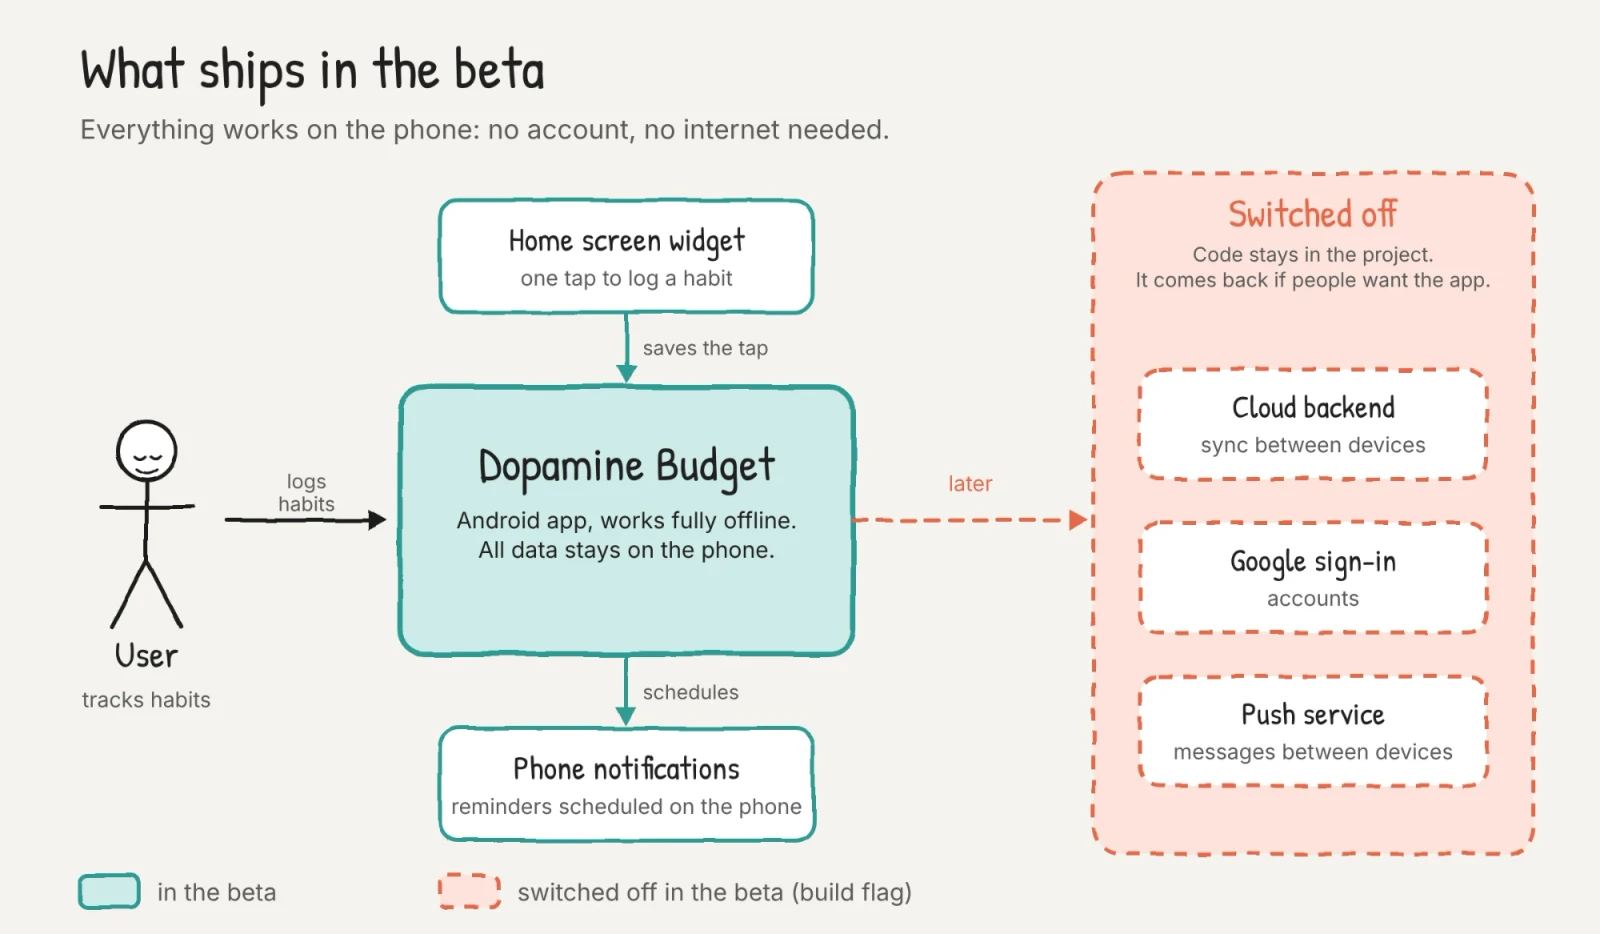 What ships in the beta
Everything works on the phone: no account, no internet needed.
Home screen widget
one tap to log a habit
saves the tap
User
tracks habits
logs
habits
Dopamine Budget
Android app, works fully offline.
All data stays on the phone.
schedules
Phone notifications
reminders scheduled on the phone
later
Switched off
Code stays in the project.
It comes back if people want the app.
Cloud backend
sync between devices
Google sign-in
accounts
Push service
messages between devices
in the beta
switched off in the beta (build flag)